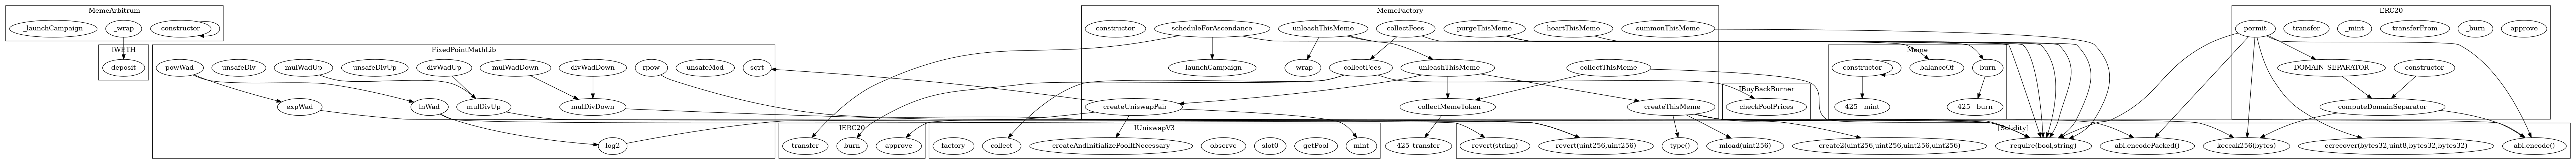 MemeArbitrum
_launchCampaign
_wrap
constructor
IWETH
deposit
FixedPointMathLib
powWad
unsafeDiv
mulWadUp
unsafeDivUp
divWadUp
mulWadDown
divWadDown
rpow
unsafeMod
sqrt
expWad
lnWad
mulDivUp
mulDivDown
log2
MemeFactory
constructor
scheduleForAscendance
unleashThisMeme
collectFees
purgeThisMeme
heartThisMeme
summonThisMeme
_launchCampaign
_wrap
_collectFees
_unleashThisMeme
collectThisMeme
_createUniswapPair
_collectMemeToken
_createThisMeme
Meme
constructor
balanceOf
burn
425__mint
425__burn
IBuyBackBurner
checkPoolPrices
ERC20
permit
transfer
_mint
transferFrom
_burn
approve
DOMAIN_SEPARATOR
constructor
computeDomainSeparator
IERC20
transfer
burn
approve
IUniswapV3
factory
collect
createAndInitializePoolIfNecessary
observe
slot0
getPool
mint
425_transfer
[Solidity]
revert(string)
revert(uint256,uint256)
type()
mload(uint256)
create2(uint256,uint256,uint256,uint256)
require(bool,string)
abi.encodePacked()
keccak256(bytes)
ecrecover(bytes32,uint8,bytes32,bytes32)
abi.encode()